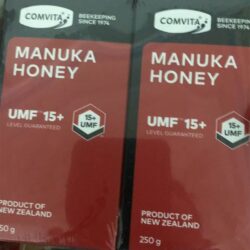 COMVITA
BEEKEEPING
SINCE 1974
MANUKA
HONEY
UMF 15+
LEVEL GUARANTEED
15+
UMF
PRODUCT OF
NEW ZEALAND
50 g
COMVITA
BEEKEEPING
SINCE 1974
MANUKA
HONEY
UMF 15+
LEVEL GUARANTEED
15+
UMF
PRODUCT OF
NEW ZEALAND
250 g